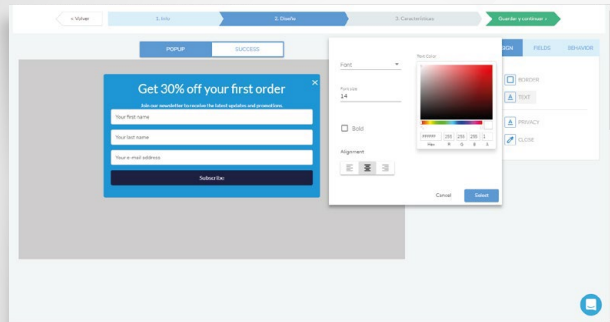 < Volver
1. Info
2. Diseño
3. Características
Guardar y continuar >
POPUP
SUCCESS
Get 30% off your first order
Join our newsletter to receive the latest updates and promotions.
Your first name
Your last name
Your e-mail address
Subscribe
Font
Font size
14
Bold
Alignment
Text Color
255 255 255 1
Hex R G B A
Cancel
Select
FIELDS
BEHAVIOR
BORDER
TEXT
PRIVACY
CLOSE